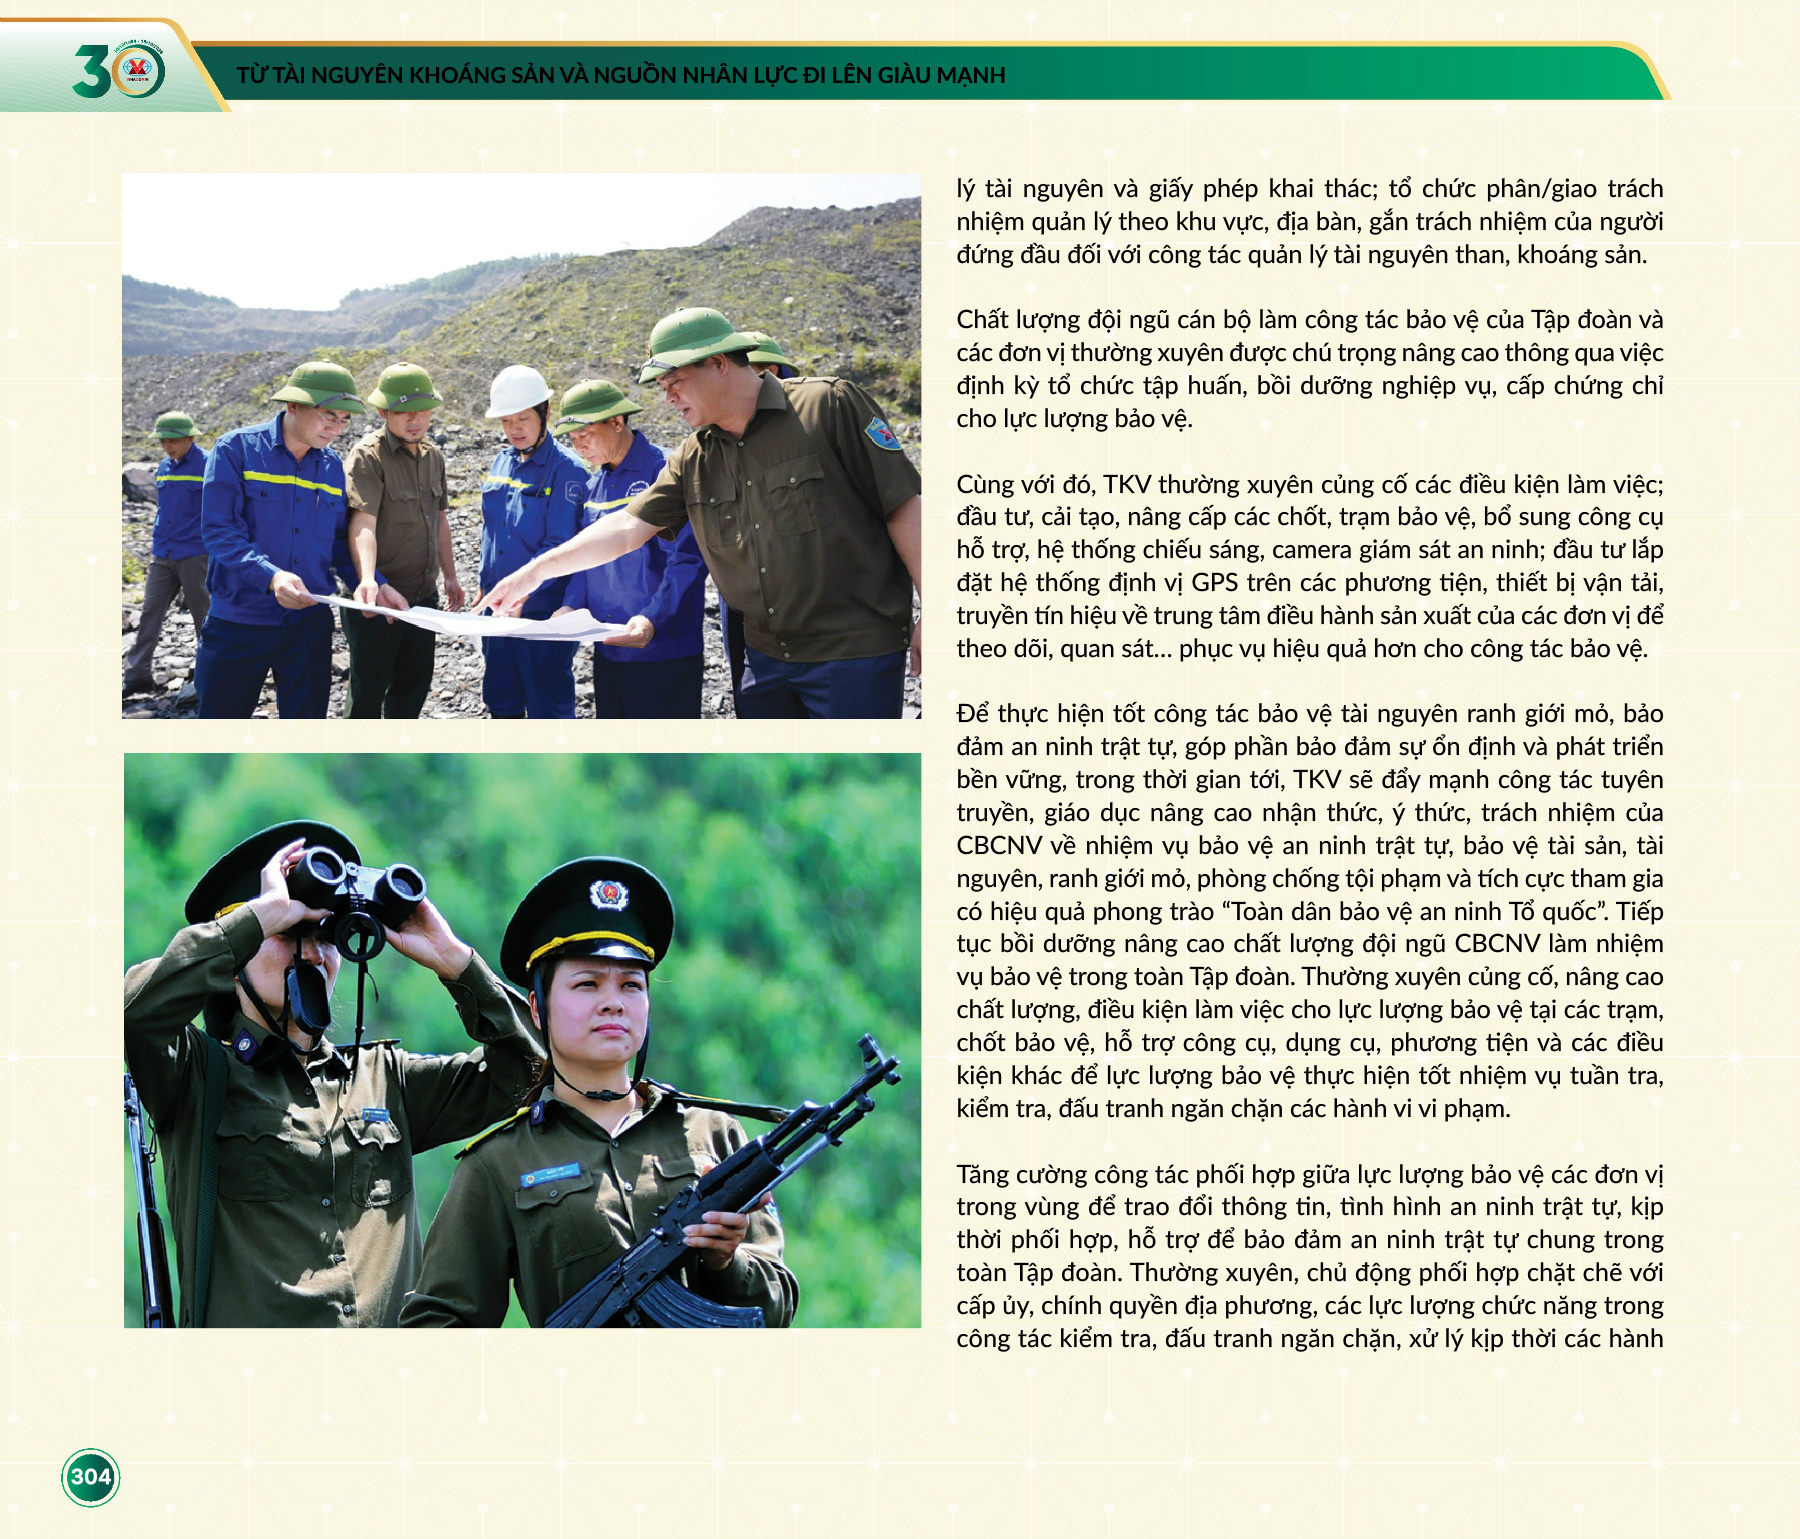 TỪ TÀI NGUYÊN KHOÁNG SẢN VÀ NGUỒN NHÂN LỰC ĐI LÊN GIÀU MẠNH
30
VINACOMIN
lý tài nguyên và giấy phép khai thác; tổ chức phân/giao trách
nhiệm quản lý theo khu vực, địa bàn, gắn trách nhiệm của người
đứng đầu đối với công tác quản lý tài nguyên than, khoáng sản.
Chất lượng đội ngũ cán bộ làm công tác bảo vệ của Tập đoàn và
các đơn vị thường xuyên được chú trọng nâng cao thông qua việc
định kỳ tổ chức tập huấn, bồi dưỡng nghiệp vụ, cấp chứng chỉ
cho lực lượng bảo vệ.
Cùng với đó, TKV thường xuyên củng cố các điều kiện làm việc;
đầu tư, cải tạo, nâng cấp các chốt, trạm bảo vệ, bổ sung công cụ
hỗ trợ, hệ thống chiếu sáng, camera giám sát an ninh; đầu tư lắp
đặt hệ thống định vị GPS trên các phương tiện, thiết bị vận tải,
truyền tín hiệu về trung tâm điều hành sản xuất của các đơn vị để
theo dõi, quan sát... phục vụ hiệu quả hơn cho công tác bảo vệ.
Để thực hiện tốt công tác bảo vệ tài nguyên ranh giới mỏ, bảo
đảm an ninh trật tự, góp phần bảo đảm sự ổn định và phát triển
bền vững, trong thời gian tới, TKV sẽ đẩy mạnh công tác tuyên
truyền, giáo dục nâng cao nhận thức, ý thức, trách nhiệm của
CBCNV về nhiệm vụ bảo vệ an ninh trật tự, bảo vệ tài sản, tài
nguyên, ranh giới mỏ, phòng chống tội phạm và tích cực tham gia
có hiệu quả phong trào “Toàn dân bảo vệ an ninh Tổ quốc”. Tiếp
tục bồi dưỡng nâng cao chất lượng đội ngũ CBCNV làm nhiệm
vụ bảo vệ trong toàn Tập đoàn. Thường xuyên củng cố, nâng cao
chất lượng, điều kiện làm việc cho lực lượng bảo vệ tại các trạm,
chốt bảo vệ, hỗ trợ công cụ, dụng cụ, phương tiện và các điều
kiện khác để lực lượng bảo vệ thực hiện tốt nhiệm vụ tuần tra,
kiểm tra, đấu tranh ngăn chặn các hành vi vi phạm.
Tăng cường công tác phối hợp giữa lực lượng bảo vệ các đơn vị
trong vùng để trao đổi thông tin, tình hình an ninh trật tự, kịp
thời phối hợp, hỗ trợ để bảo đảm an ninh trật tự chung trong
toàn Tập đoàn. Thường xuyên, chủ động phối hợp chặt chẽ với
cấp ủy, chính quyền địa phương, các lực lượng chức năng trong
công tác kiểm tra, đấu tranh ngăn chặn, xử lý kịp thời các hành
304